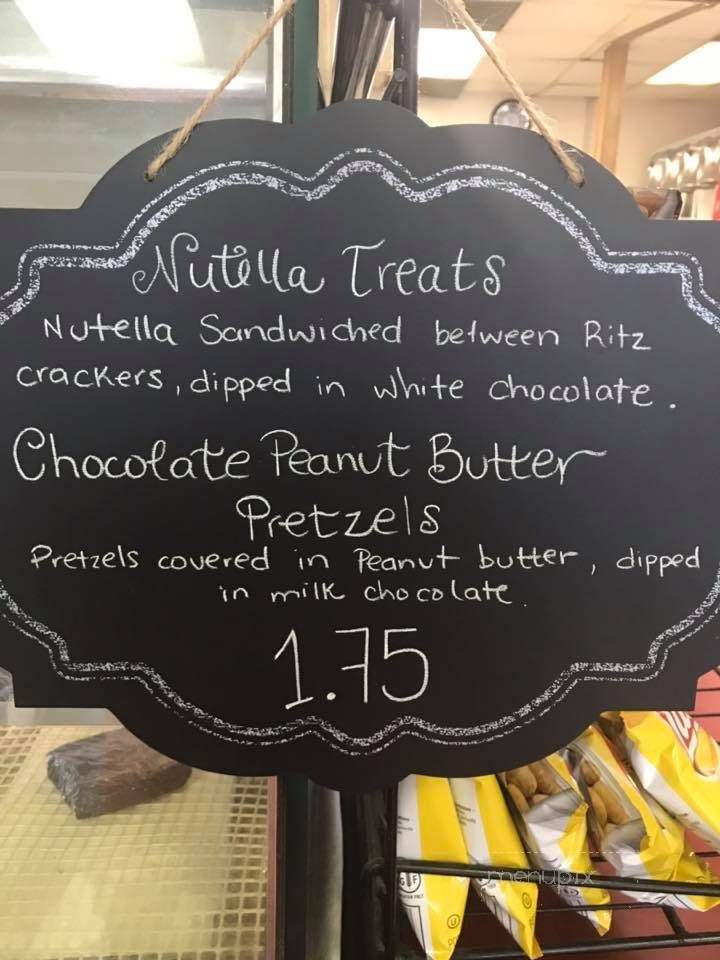 Nutella Treats
Nutella Sandwiched between Ritz
crackers, dipped in white chocolate.
Chocolate Peanut Butter
Pretzels
Pretzels covered in Peanut butter, dipped
in milk chocolate.
1.75
menupix